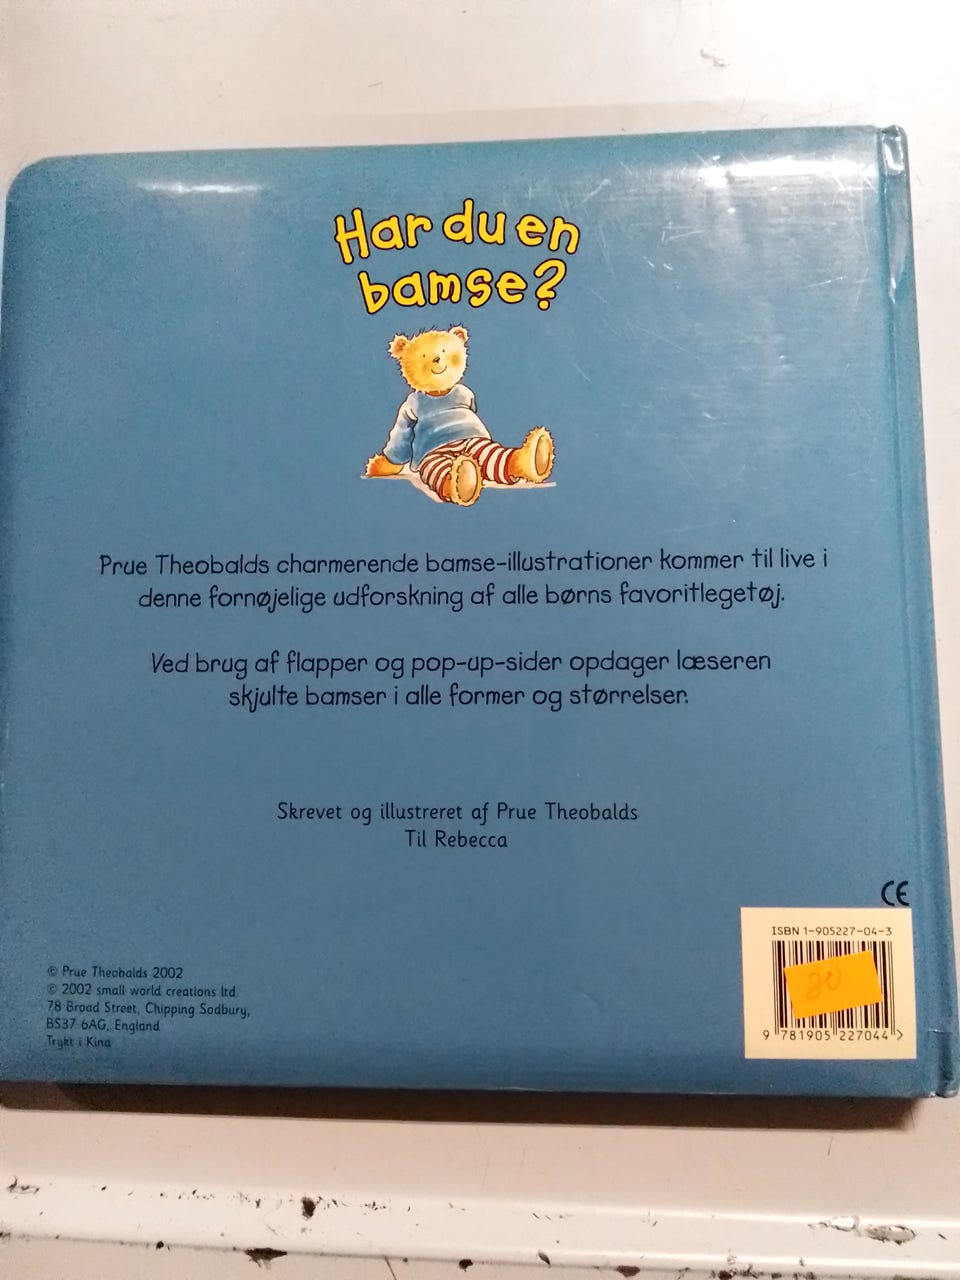 Har du en
bamse?
Prue Theobalds charmerende bamse-illustrationer kommer til live i
denne fornøjelige udforskning af alle børns favoritlegetøj.
Ved brug af flapper og pop-up-sider opdager læseren
skjulte bamser i alle former og størrelser.
Skrevet og illustreret af Prue Theobalds
Til Rebecca
CE
ISBN 1-905227-04-3
80
9 781905 227044 >
© Prue Theobalds 2002
© 2002 small world creations ltd
78 Broad Street, Chipping Sodbury,
BS37 6AG, England
Trykt i Kina